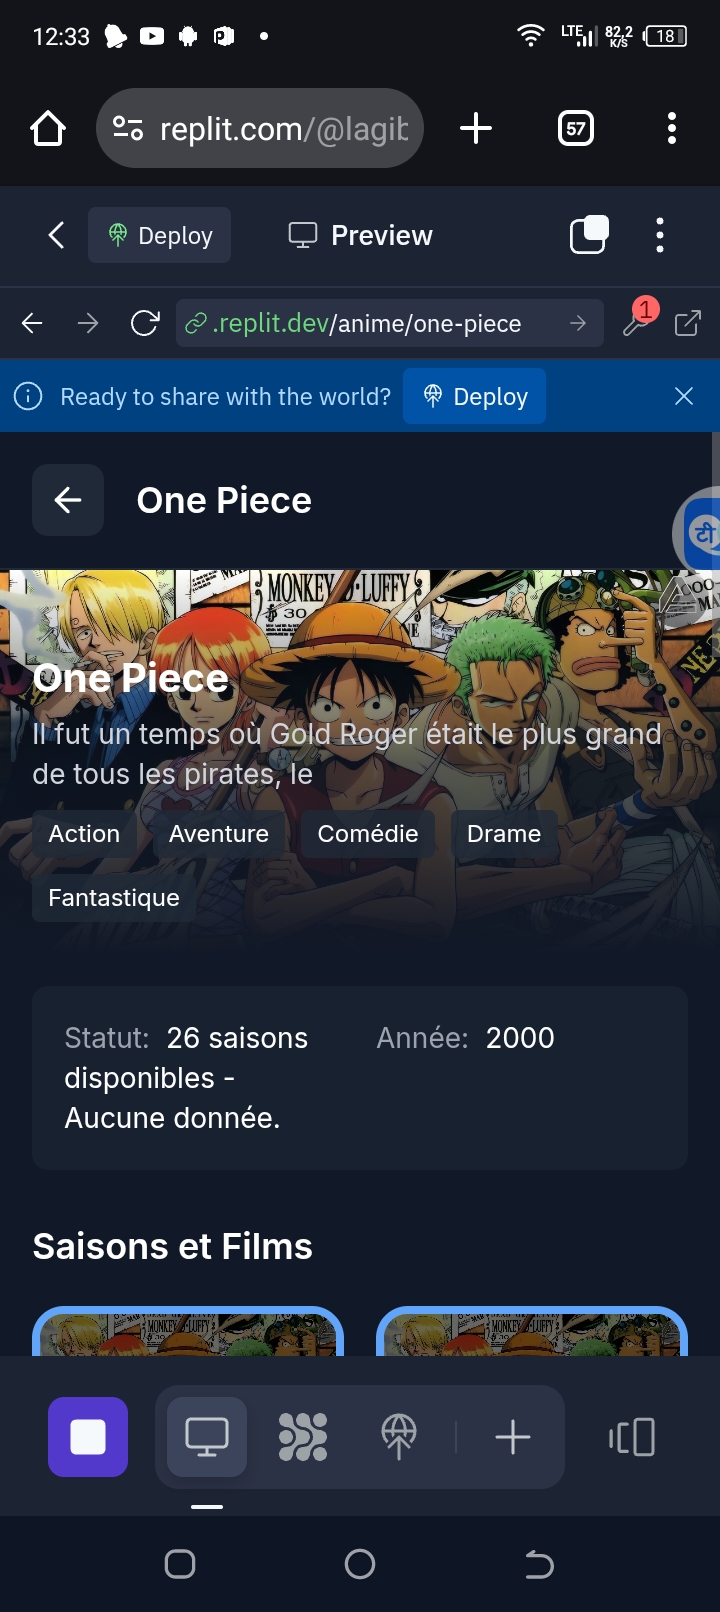 12:33
LTE
82,2
K/S
18
replit.com/@lagib
57
Deploy
Preview
.replit.dev/anime/one-piece
1
Ready to share with the world?
Deploy
One Piece
टी
MONKEY D·LUFFY
30
One Piece
Il fut un temps où Gold Roger était le plus grand
de tous les pirates, le
Action Aventure Comédie Drame
Fantastique
Statut: 26 saisons
disponibles -
Aucune donnée.
Année: 2000
Saisons et Films